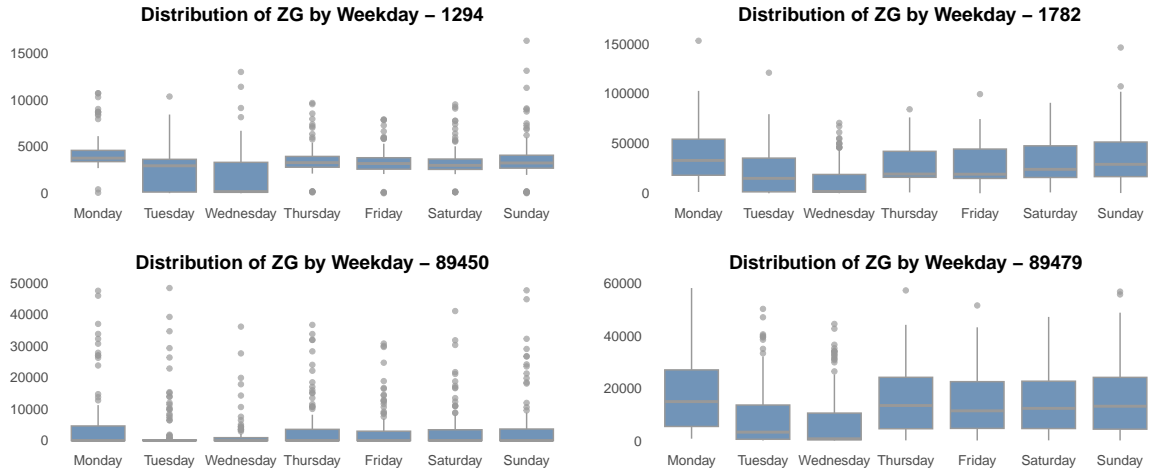 Distribution of ZG by Weekday – 1294
15000
10000
5000
0
Monday Tuesday Wednesday Thursday Friday Saturday Sunday
Distribution of ZG by Weekday – 1782
150000
100000
50000
0
Monday Tuesday Wednesday Thursday Friday Saturday Sunday
Distribution of ZG by Weekday – 89450
50000
40000
30000
20000
10000
0
Monday Tuesday Wednesday Thursday Friday Saturday Sunday
Distribution of ZG by Weekday – 89479
60000
40000
20000
0
Monday Tuesday Wednesday Thursday Friday Saturday Sunday